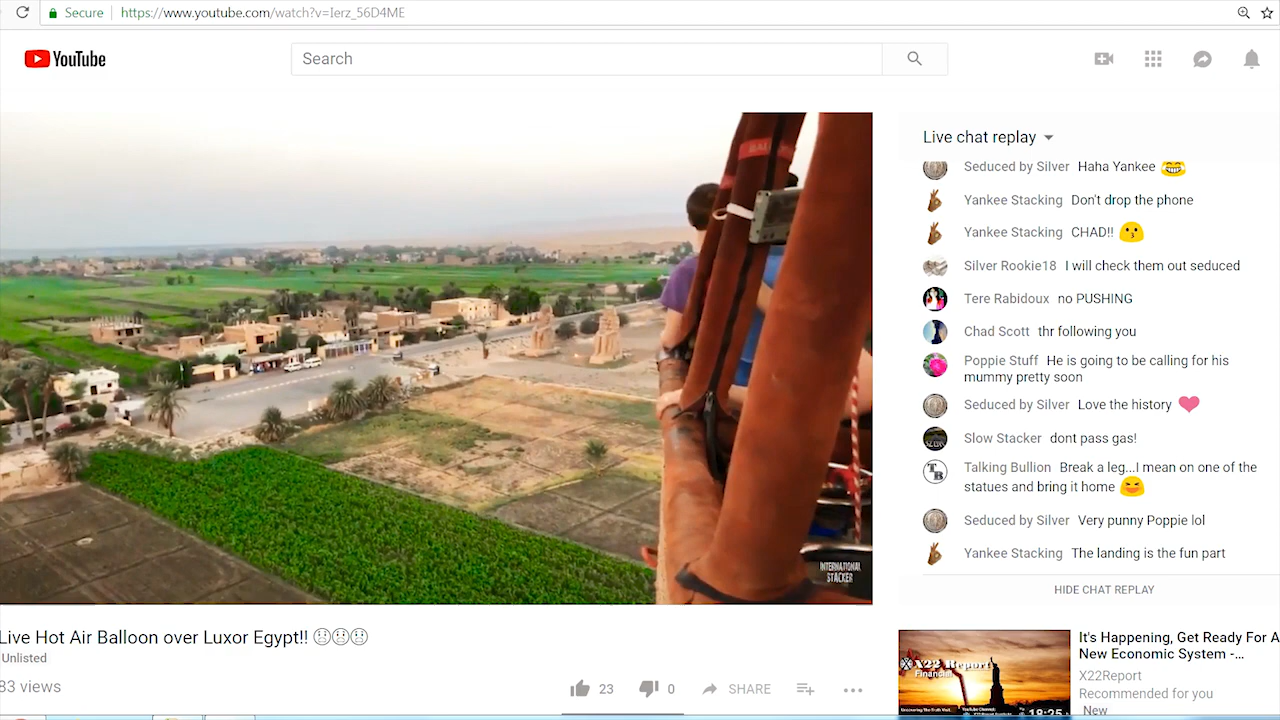 Secure https://www.youtube.com/watch?v=Ierz_56D4ME
YouTube
Search
Live chat replay
Seduced by Silver Haha Yankee
Yankee Stacking Don't drop the phone
Yankee Stacking CHAD!!
Silver Rookie18 I will check them out seduced
Tere Rabidoux no PUSHING
Chad Scott thr following you
Poppie Stuff He is going to be calling for his
mummy pretty soon
Seduced by Silver Love the history
Slow Stacker dont pass gas!
Talking Bullion Break a leg...I mean on one of the
statues and bring it home
Seduced by Silver Very punny Poppie lol
Yankee Stacking The landing is the fun part
HIDE CHAT REPLAY
INTERNATIONAL
STACKER
Live Hot Air Balloon over Luxor Egypt!!
Unlisted
83 views
23
0
SHARE
X22 Report
Financial
18:25
It's Happening, Get Ready For A
New Economic System -...
X22Report
Recommended for you
New